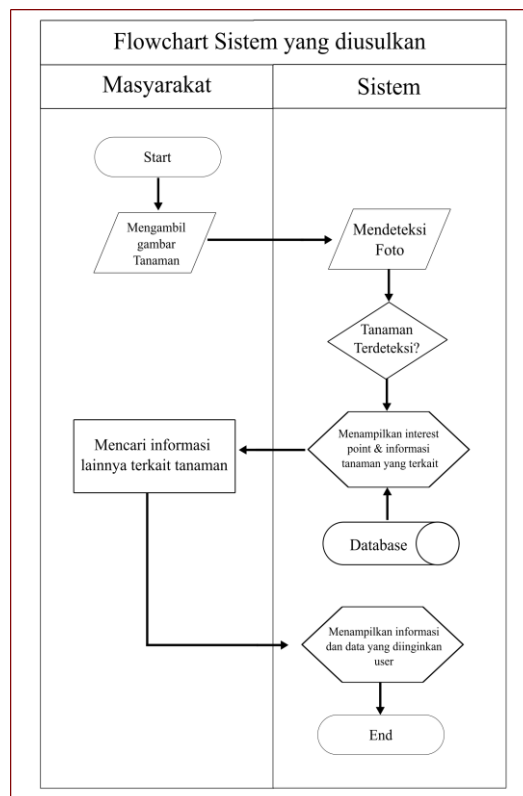 Flowchart Sistem yang diusulkan
Masyarakat
Sistem
Start
Mengambil
gambar
Tanaman
Mendeteksi
Foto
Tanaman
Terdeteksi?
Menampilkan interest
point & informasi
tanaman yang terkait
Mencari informasi
lainnya terkait tanaman
Database
Menampilkan informasi
dan data yang diinginkan
user
End